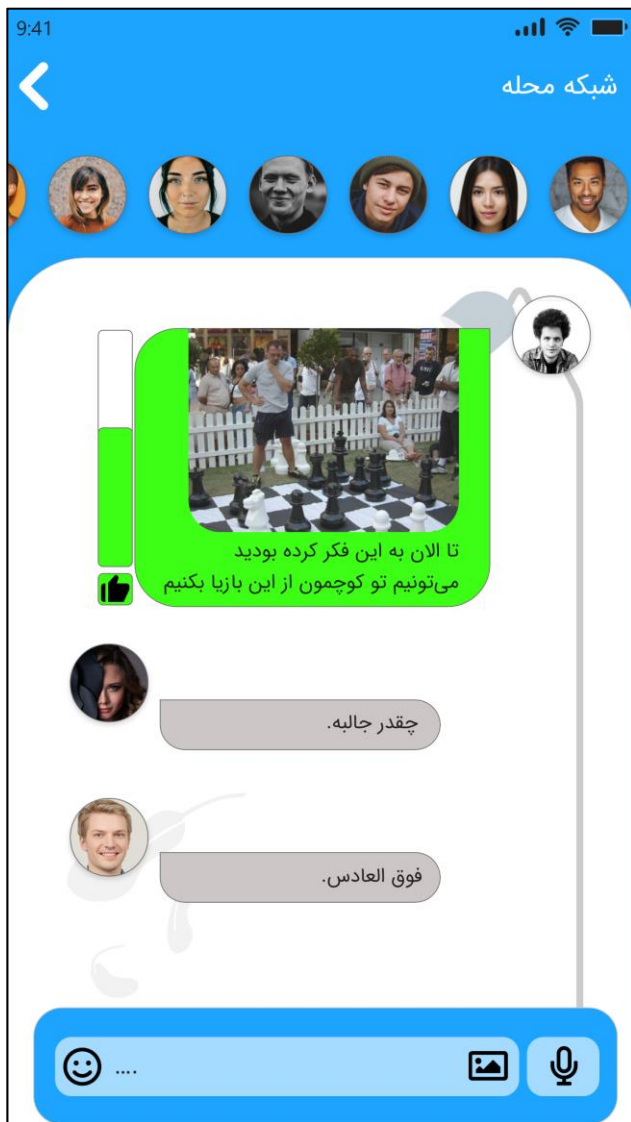 9:41
شبکه محله
تا الان به این فکر کرده بودید
می‌تونیم تو کوچمون از این بازیا بکنیم
چقدر جالبه.
فوق العادس.
....